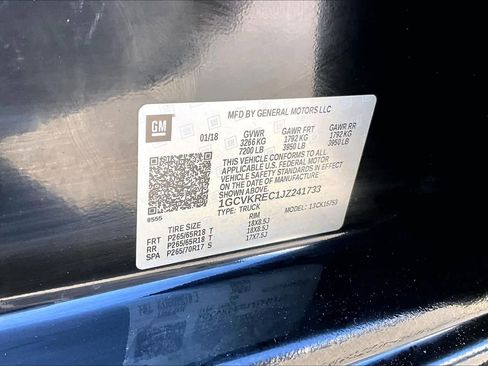 GM
MFD BY GENERAL MOTORS LLC
01/18 GVWR GAWR FRT GAWR RR
3266 KG 1792 KG 1792 KG
7200 LB 3950 LB 3950 LB
THIS VEHICLE CONFORMS TO ALL
APPLICABLE U.S. FEDERAL MOTOR
VEHICLE SAFETY STANDARDS IN EFFECT
ON THE DATE OF MANUFACTURE SHOWN ABOVE.
1GCVKREC1JZ241733
8555 TYPE: TRUCK MODEL: 13CK15753
TIRE SIZE RIM
FRT P265/65R18 T 18X8.5J
RR P265/65R18 T 18X8.5J
SPA P265/70R17 S 17X7.5J